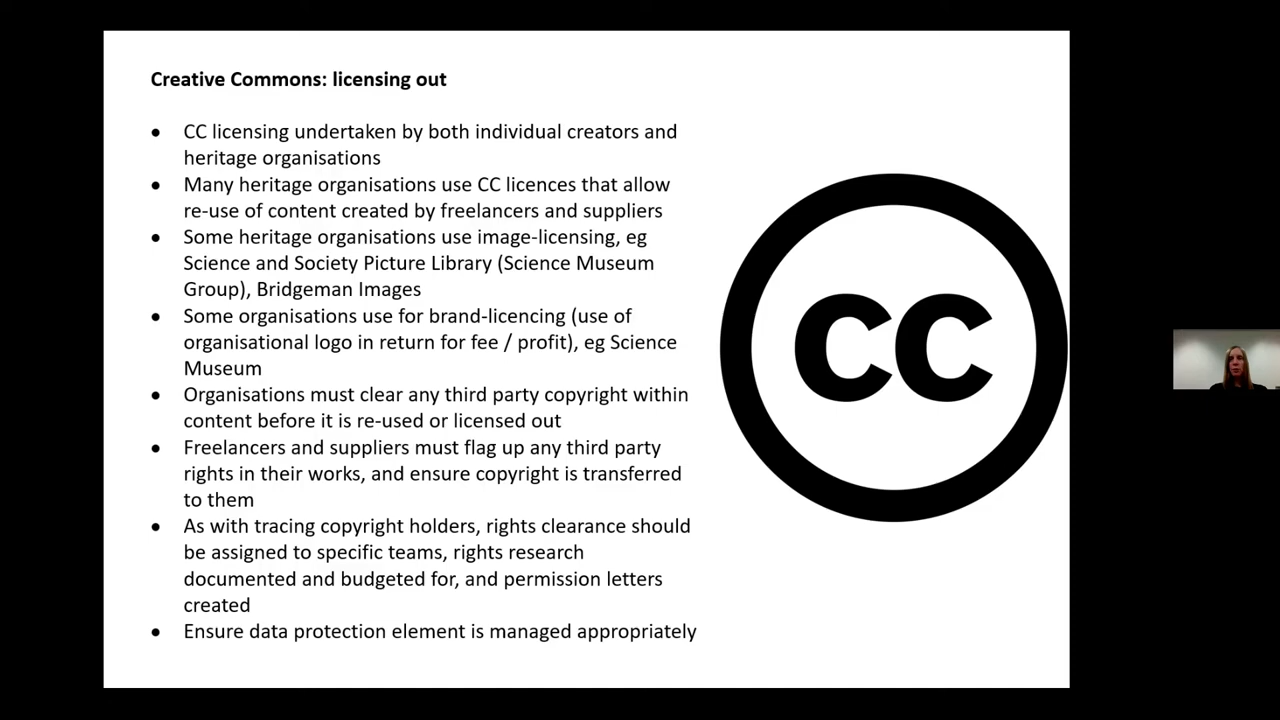 Creative Commons: licensing out
● CC licensing undertaken by both individual creators and
heritage organisations
● Many heritage organisations use CC licences that allow
re-use of content created by freelancers and suppliers
● Some heritage organisations use image-licensing, eg
Science and Society Picture Library (Science Museum
Group), Bridgeman Images
● Some organisations use for brand-licencing (use of
organisational logo in return for fee / profit), eg Science
Museum
● Organisations must clear any third party copyright within
content before it is re-used or licensed out
● Freelancers and suppliers must flag up any third party
rights in their works, and ensure copyright is transferred
to them
● As with tracing copyright holders, rights clearance should
be assigned to specific teams, rights research
documented and budgeted for, and permission letters
created
● Ensure data protection element is managed appropriately
cc